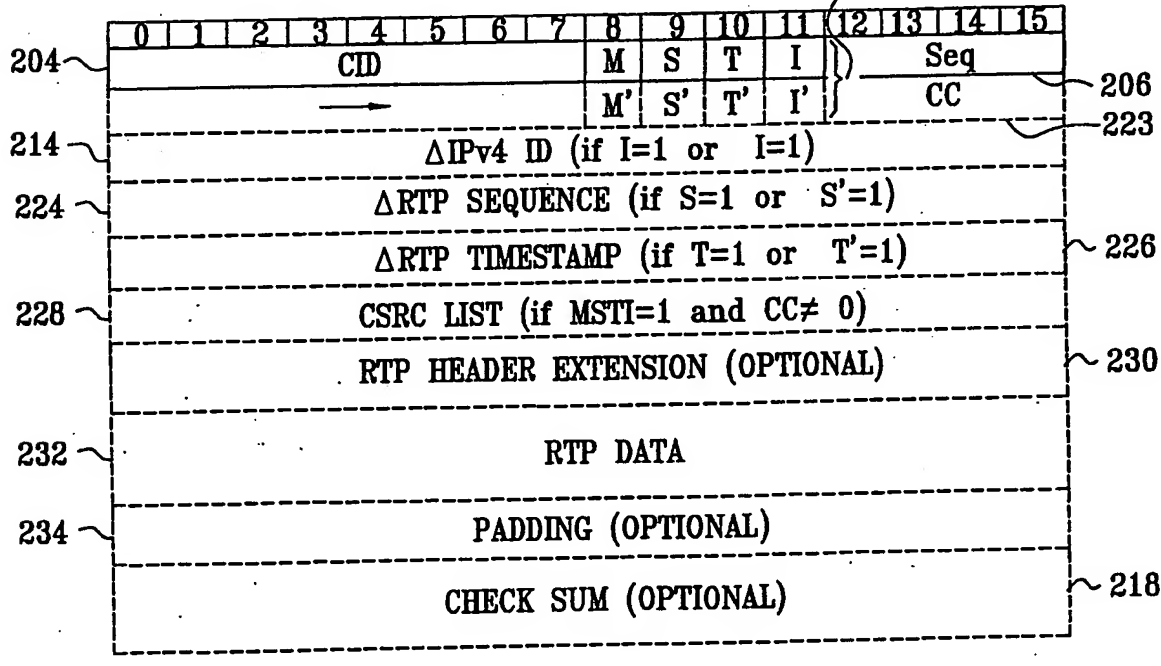 0 1 2 3 4 5 6 7 8 9 10 11 12 13 14 15
204 CID M S T I Seq
206
M' S' T' I' CC
223
214 ΔIPv4 ID (if I=1 or I=1)
224 ΔRTP SEQUENCE (if S=1 or S'=1)
ΔRTP TIMESTAMP (if T=1 or T'=1) 226
228 CSRC LIST (if MSTI=1 and CC≠ 0)
RTP HEADER EXTENSION (OPTIONAL) 230
232 RTP DATA
234 PADDING (OPTIONAL)
CHECK SUM (OPTIONAL) 218